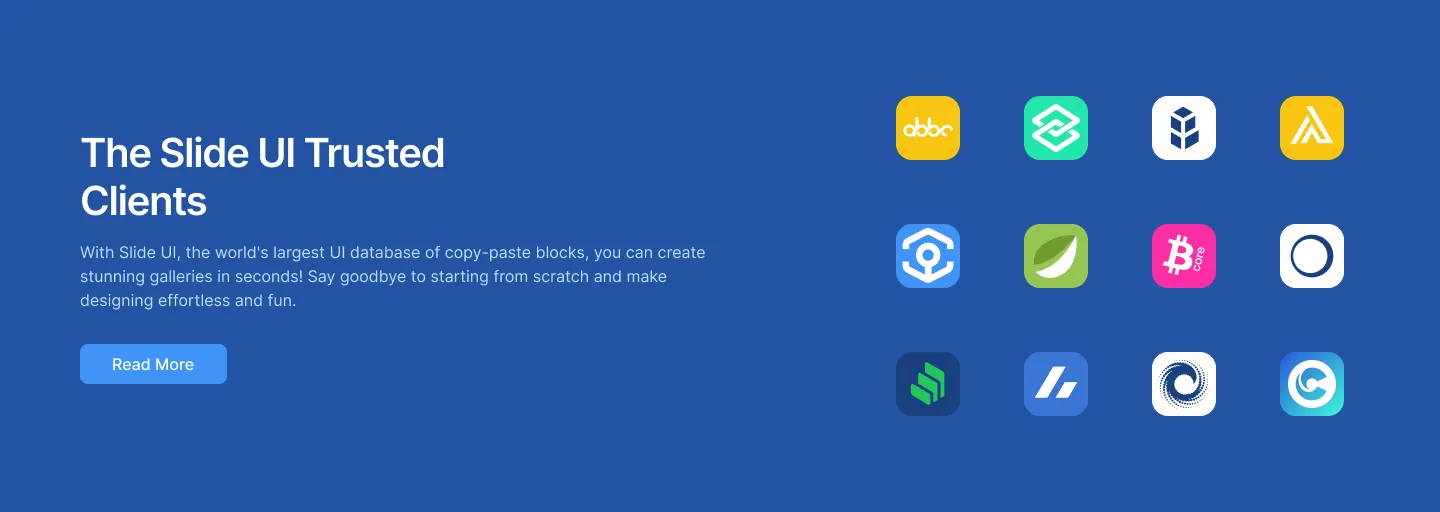 The Slide UI Trusted
Clients
With Slide UI, the world's largest UI database of copy-paste blocks, you can create
stunning galleries in seconds! Say goodbye to starting from scratch and make
designing effortless and fun.
Read More
abbc
core